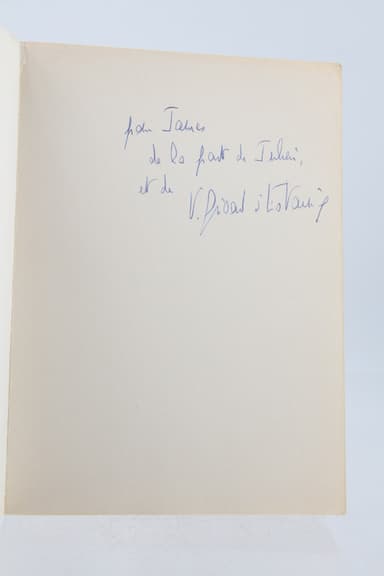 pour James
de la part de Julien,
et de
V. Giscard d'Estaing